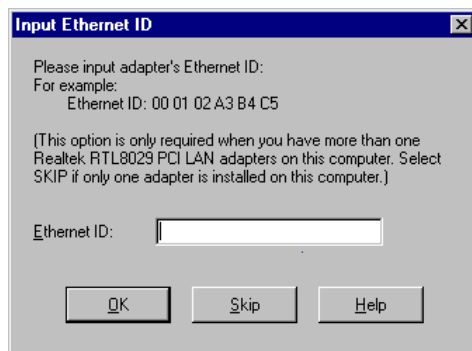 Input Ethernet ID
Please input adapter's Ethernet ID:
For example:
Ethernet ID: 00 01 02 A3 B4 C5
(This option is only required when you have more than one
Realtek RTL8029 PCI LAN adapters on this computer. Select
SKIP if only one adapter is installed on this computer.)
Ethernet ID:
OK Skip Help